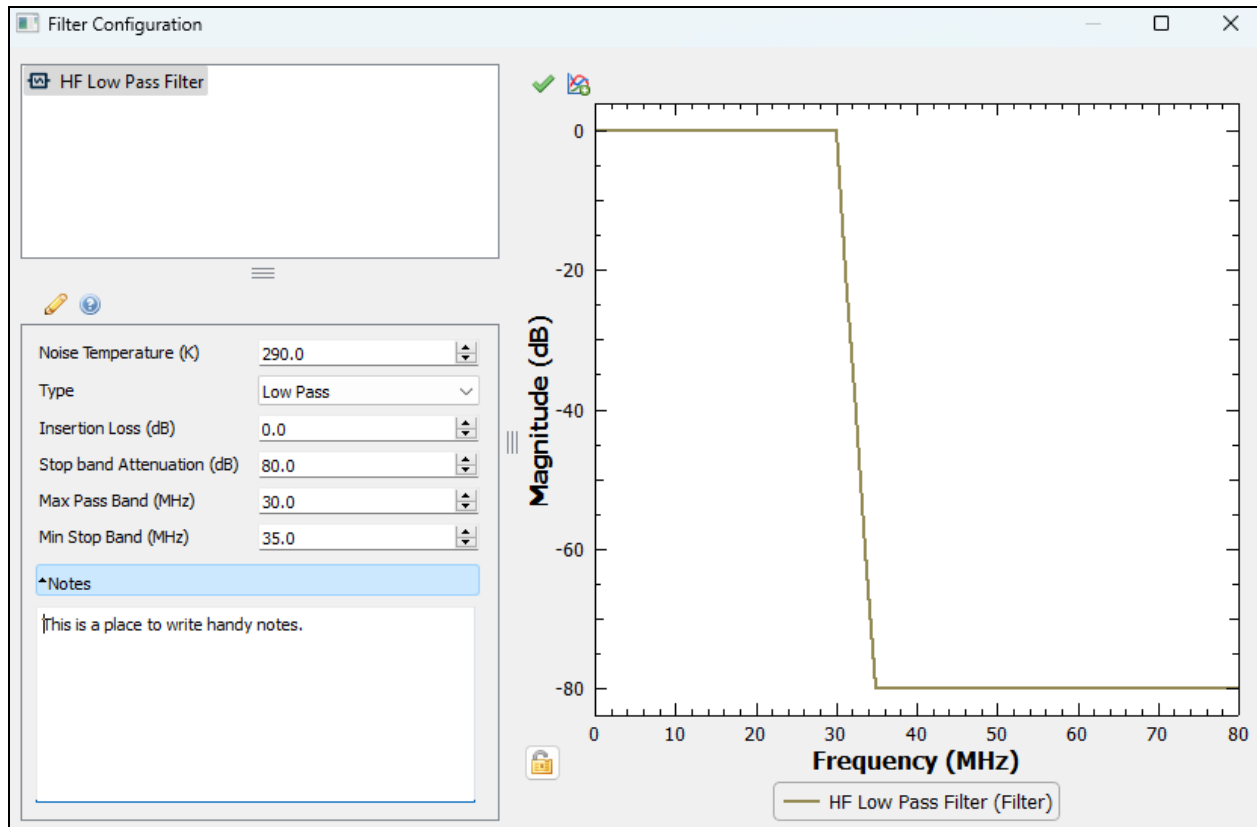 Filter Configuration
HF Low Pass Filter
Noise Temperature (K) 290.0
Type Low Pass
Insertion Loss (dB) 0.0
Stop band Attenuation (dB) 80.0
Max Pass Band (MHz) 30.0
Min Stop Band (MHz) 35.0
Notes
This is a place to write handy notes.
Magnitude (dB)
0
-20
-40
-60
-80
0 10 20 30 40 50 60 70 80
Frequency (MHz)
HF Low Pass Filter (Filter)